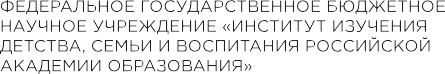 ФЕДЕРАЛЬНОЕ ГОСУДАРСТВЕННОЕ БЮДЖЕТНОЕ
НАУЧНОЕ УЧРЕЖДЕНИЕ «ИНСТИТУТ ИЗУЧЕНИЯ
ДЕТСТВА, СЕМЬИ И ВОСПИТАНИЯ РОССИЙСКОЙ
АКАДЕМИИ ОБРАЗОВАНИЯ»